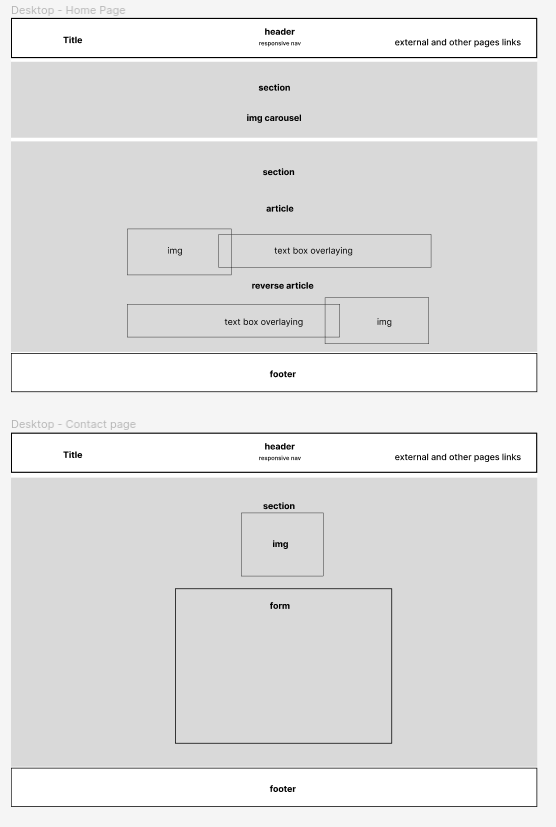 Desktop - Home Page
Title
header
responsive nav
external and other pages links
section
img carousel
section
article
img
text box overlaying
reverse article
text box overlaying
img
footer
Desktop - Contact page
Title
header
responsive nav
external and other pages links
section
img
form
footer